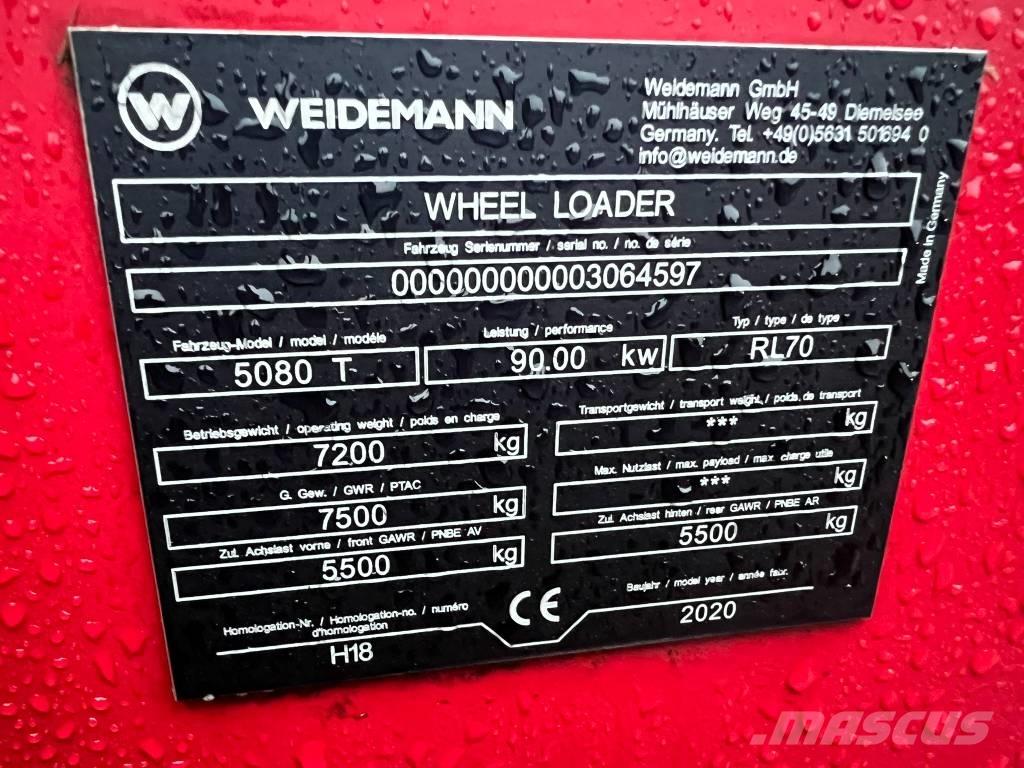 W WEIDEMANN
Weidemann GmbH
Mühlhäuser Weg 45-49 Diemelsee
Germany. Tel. +49(0)5631 501694 0
info@weidemann.de
WHEEL LOADER
Made in Germany
Fahrzeug Seriennummer / serial no. / no. de série
000000000003064597
Fahrzeug-Model / model / modéle
5080 T
Leistung / performance
90.00 kw
Typ / type / de type
RL70
Betriebsgewicht / operating weight / poids en charge
7200 kg
Transportgewicht / transport weight / poids de transport
*** kg
G. Gew. / GWR / PTAC
7500 kg
Max. Nutzlast / max. payload / max. charge utile
*** kg
Zul. Achslast vorne / front GAWR / PNBE AV
5500 kg
Zul. Achslast hinten / rear GAWR / PNBE AR
5500 kg
Homologation-Nr. / Homologation-no. / numéro
d'homologation
H18
CE
Baujahr / model year / année fabr.
2020
MASCUS